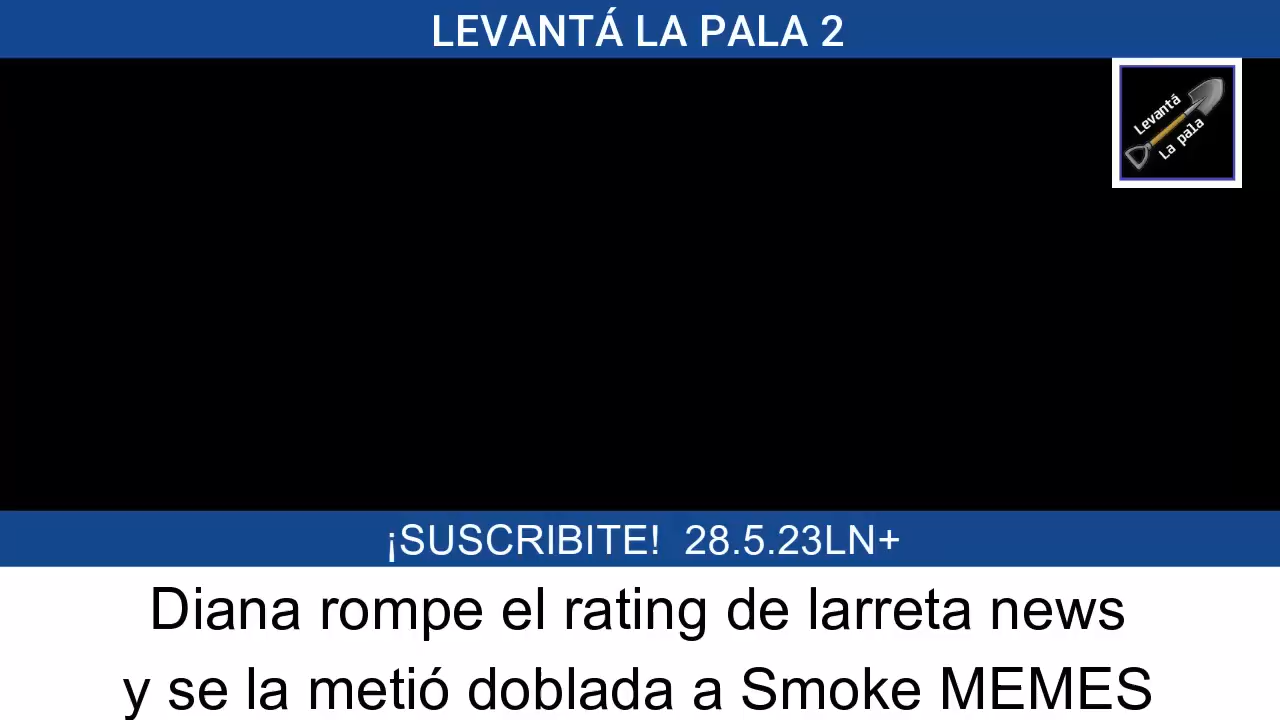 LEVANTÁ LA PALA 2
Levantá
La pala
¡SUSCRIBITE!  28.5.23LN+
Diana rompe el rating de larreta news
y se la metió doblada a Smoke MEMES